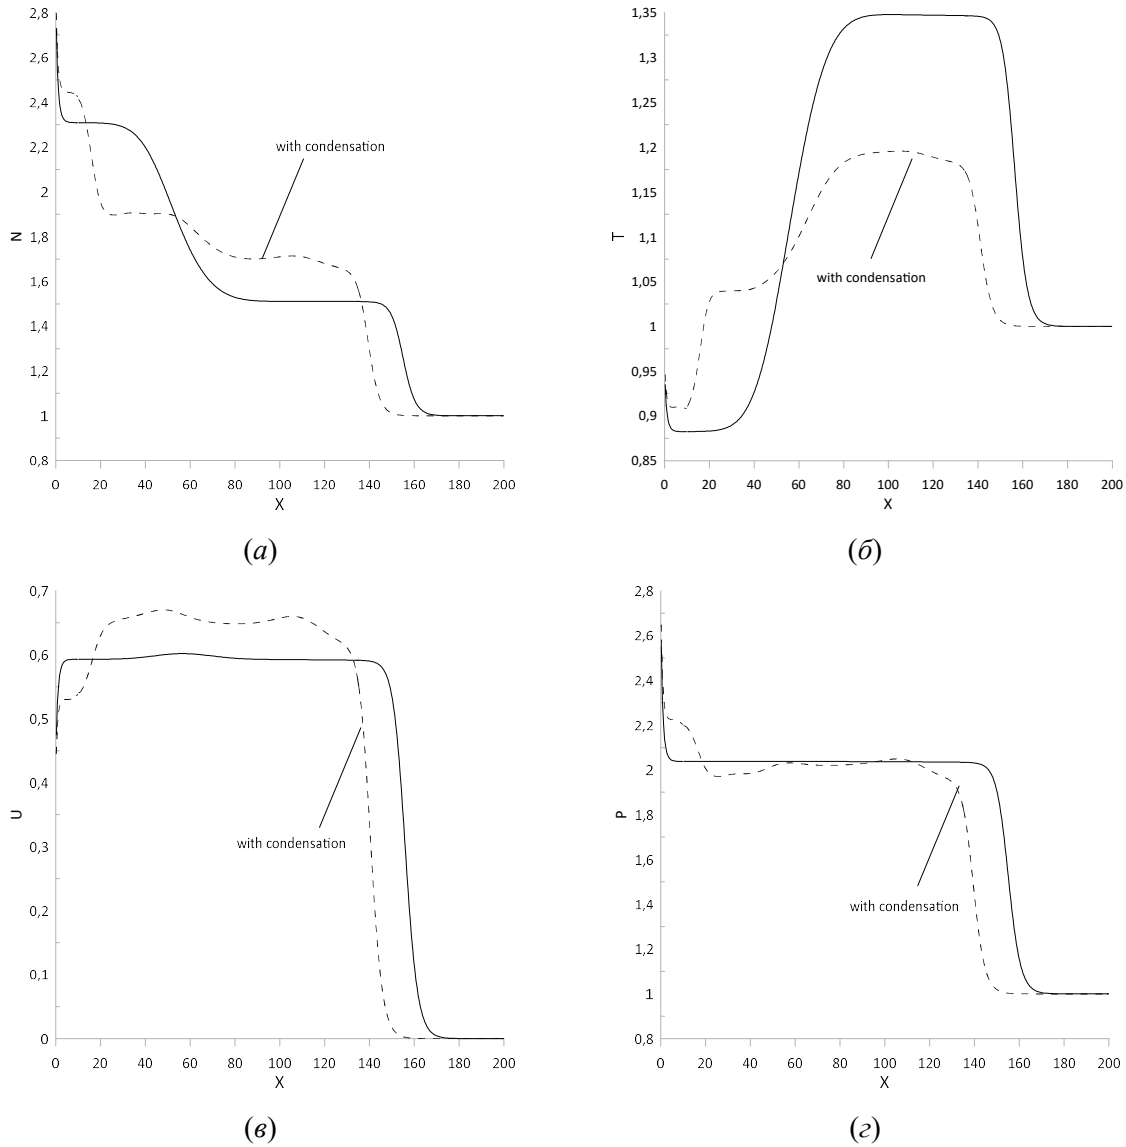 2,8
2,6
2,4
2,2
2
1,8
1,6
1,4
1,2
1
0,8
N
with condensation
0 20 40 60 80 100 120 140 160 180 200
X
(а)
1,35
1,3
1,25
1,2
1,15
1,1
1,05
1
0,95
0,9
0,85
T
with condensation
0 20 40 60 80 100 120 140 160 180 200
X
(б)
0,7
0,6
0,5
0,4
0,3
0,2
0,1
0
U
with condensation
0 20 40 60 80 100 120 140 160 180 200
X
(в)
2,8
2,6
2,4
2,2
2
1,8
1,6
1,4
1,2
1
0,8
P
with condensation
0 20 40 60 80 100 120 140 160 180 200
X
(г)